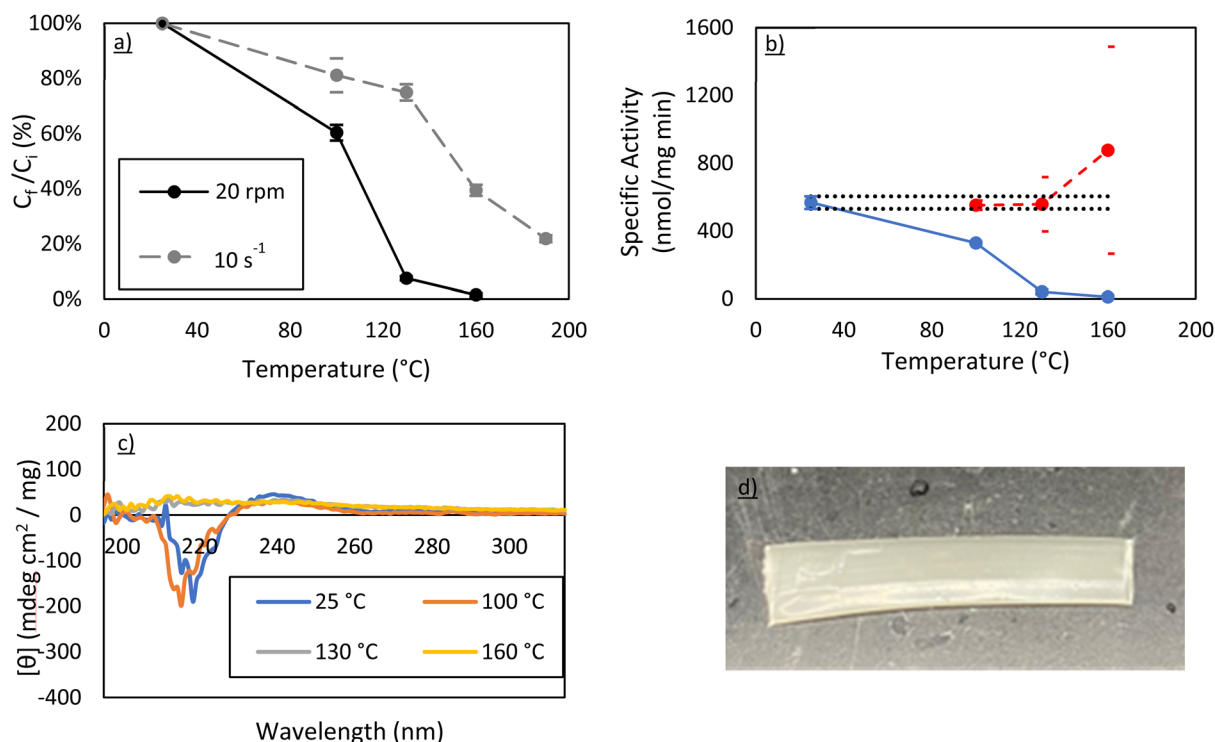 a)
100%
80%
60%
40%
20%
0%
C_f/C_i (%)
20 rpm
10 s⁻¹
0 40 80 120 160 200
Temperature (°C)
b)
1600
1200
800
400
0
Specific Activity
(nmol/mg min)
0 40 80 120 160 200
Temperature (°C)
c)
200
100
0
-100
-200
-300
-400
[θ] (mdeg cm² / mg)
200 220 240 260 280 300
25 °C 100 °C
130 °C 160 °C
Wavelength (nm)
d)